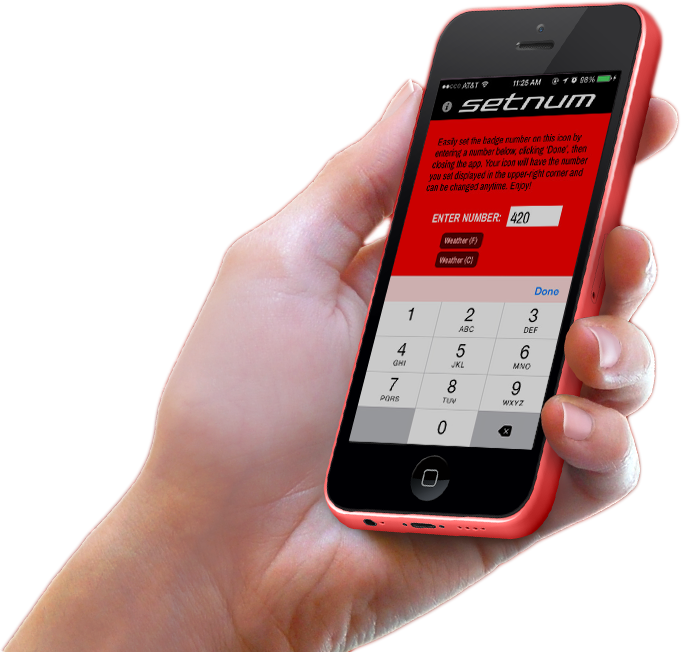 AT&T 11:25 AM 98%
i setnum
Easily set the badge number on this icon by
entering a number below, clicking 'Done', then
closing the app. Your icon will have the number
you set displayed in the upper-right corner and
can be changed anytime. Enjoy!
ENTER NUMBER: 420
Weather (F)
Weather (C)
Done
1 2 3
ABC DEF
4 5 6
GHI JKL MNO
7 8 9
PQRS TUV WXYZ
0